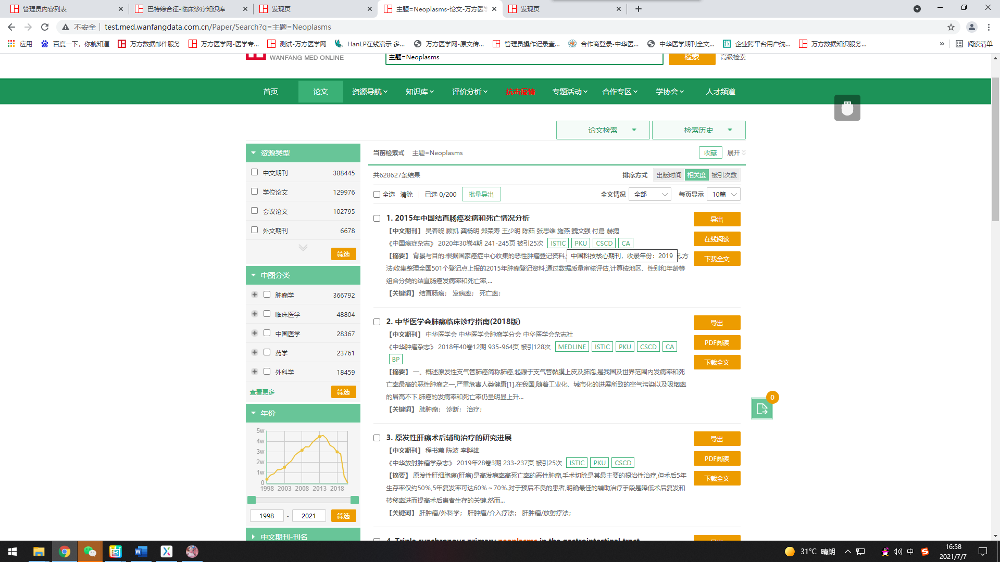 管理员内容列表
巴特综合征-临床诊疗知识库
发现页
主题=Neoplasms-论文-万方医学
发现页
不安全
test.med.wanfangdata.com.cn/Paper/Search?q=主题=Neoplasms
应用
百度一下，你就知道
万方数据邮件服务
万方医学网-医学专...
测试-万方医学网
HanLP在线演示 多...
万方医学网-原文传...
管理员操作记录查...
合作商登录-中华医...
中华医学期刊全文...
企业跨平台用户统...
万方数据知识服务...
»
阅读清单
WANFANG MED ONLINE
主题=Neoplasms
检索
高级检索
首页
论文
资源导航
知识库
评价分析
抗击疫情
专题活动
合作专区
学协会
人才频道
论文检索
检索历史
资源类型
中文期刊 388445
学位论文 129976
会议论文 102795
外文期刊 6678
筛选
中图分类
肿瘤学 366792
临床医学 48804
中国医学 28367
药学 23761
外科学 18459
查看更多
筛选
年份
5w
4w
3w
2w
1w
0
1998 2003 2008 2013 2018
1998 - 2021 筛选
中文期刊-刊名
当前检索式 主题=Neoplasms
收藏 展开
共628627条结果
排序方式 出版时间 相关度 被引次数
全选 清除 已选 0/200 批量导出
全文情况 全部 每页显示 10篇
1. 2015年中国结直肠癌发病和死亡情况分析
【中文期刊】 吴春晓 顾凯 龚杨明 郑荣寿 王少明 陈茹 张思维 施燕 魏文强 付晨 赫捷
《中国癌症杂志》 2020年30卷4期 241-245页 被引25次 ISTIC PKU CSCD CA
【摘要】 背景与目的:根据国家癌症中心收集的恶性肿瘤登记资料,
中国科技核心期刊，收录年份：2019
况.方
法:收集整理全国501个登记点上报的2015年肿瘤登记资料,通过数据质量审核评估,计算按地区、性别和年龄等
组合分类的结直肠癌发病率和死亡率,...
【关键词】 结直肠癌； 发病率； 死亡率；
导出
在线阅读
下载全文
2. 中华医学会肺癌临床诊疗指南(2018版)
【中文期刊】 中华医学会 中华医学会肿瘤学分会 中华医学会杂志社
《中华肿瘤杂志》 2018年40卷12期 935-964页 被引128次 MEDLINE ISTIC PKU CSCD CA
BP
【摘要】 一、概述原发性支气管肺癌简称肺癌,起源于支气管黏膜上皮及肺泡,是我国及世界范围内发病率和死
亡率最高的恶性肿瘤之一,严重危害人类健康[1].在我国,随着工业化、城市化的进展所致的空气污染以及吸烟率
的居高不下,肺癌的发病率和死亡率仍呈明显上升...
【关键词】 肺肿瘤； 诊断； 治疗；
导出
PDF阅读
下载全文
3. 原发性肝癌术后辅助治疗的研究进展
【中文期刊】 程书蕙 陈波 李晔雄
《中华放射肿瘤学杂志》 2019年28卷3期 233-237页 被引25次 ISTIC PKU CSCD
【摘要】 原发性肝细胞癌(肝癌)是高发病率高死亡率的恶性肿瘤,手术切除是其最主要的根治性治疗,但术后5年
生存率仅约50%,5年复发率可达60%～70%.对于预后不良的患者,明确最佳的辅助治疗手段是降低术后复发和
转移率进而提高术后患者生存的关键.然而...
【关键词】 肝肿瘤/外科学； 肝肿瘤/介入疗法； 肝肿瘤/放射疗法；
导出
PDF阅读
下载全文
4. Triple synchronous primary neoplasms in the gastrointestinal tract
导出
0
31°C 晴朗
中
16:58
2021/7/7